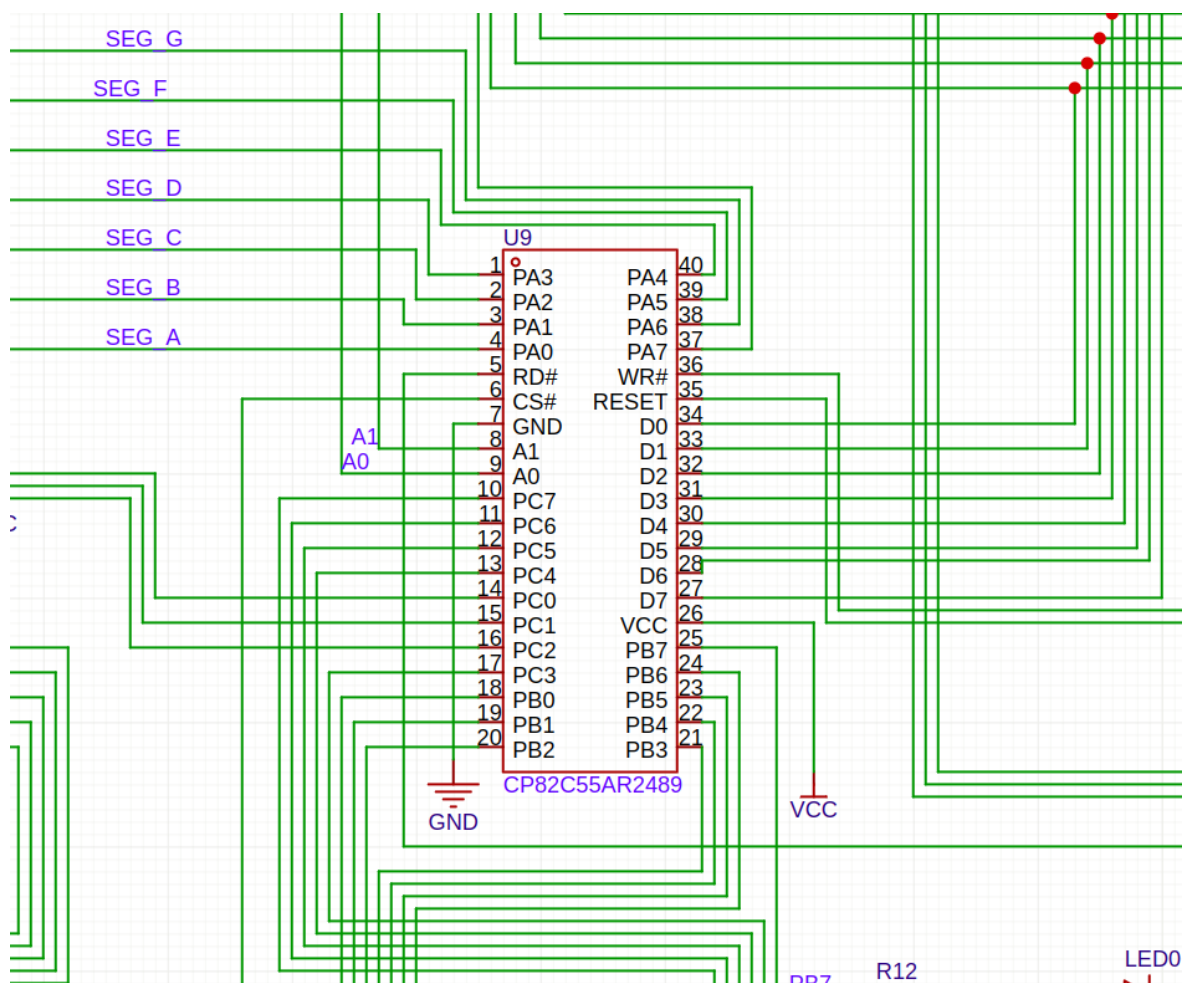 SEG_G
SEG_F
SEG_E
SEG_D
SEG_C
SEG_B
SEG_A
A1
A0
U9
1 PA3 PA4 40
2 PA2 PA5 39
3 PA1 PA6 38
4 PA0 PA7 37
5 RD# WR# 36
6 CS# RESET 35
7 GND D0 34
8 A1 D1 33
9 A0 D2 32
10 PC7 D3 31
11 PC6 D4 30
12 PC5 D5 29
13 PC4 D6 28
14 PC0 D7 27
15 PC1 VCC 26
16 PC2 PB7 25
17 PC3 PB6 24
18 PB0 PB5 23
19 PB1 PB4 22
20 PB2 PB3 21
CP82C55AR2489
GND
VCC
PB7
R12
LED0